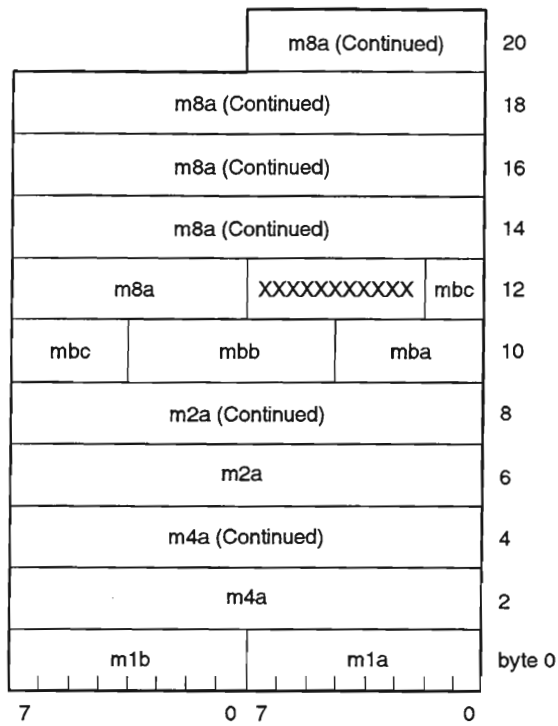 m8a (Continued) 20
m8a (Continued) 18
m8a (Continued) 16
m8a (Continued) 14
m8a XXXXXXXXXXX mbc 12
mbc mbb mba 10
m2a (Continued) 8
m2a 6
m4a (Continued) 4
m4a 2
m1b m1a byte 0
7 0 7 0